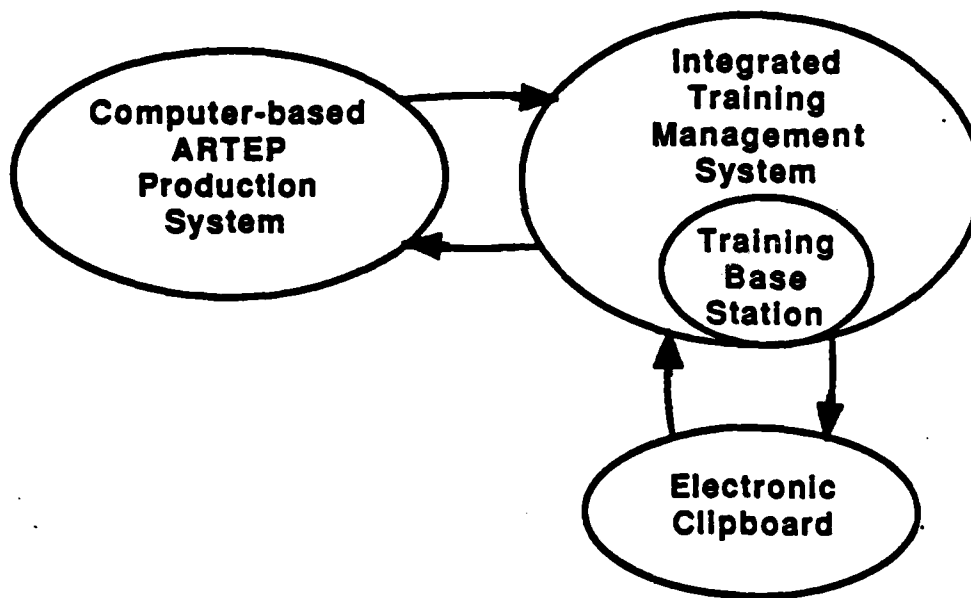 Computer-based
ARTEP
Production
System
Integrated
Training
Management
System
Training
Base
Station
Electronic
Clipboard